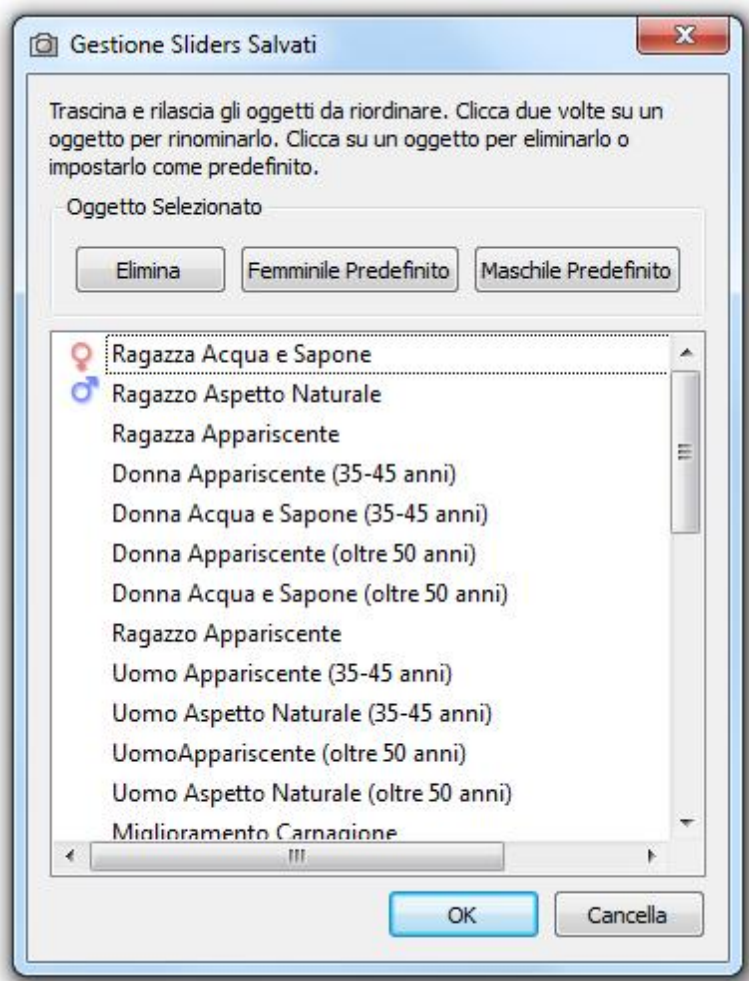 Gestione Sliders Salvati
Trascina e rilascia gli oggetti da riordinare. Clicca due volte su un
oggetto per rinominarlo. Clicca su un oggetto per eliminarlo o
impostarlo come predefinito.
Oggetto Selezionato
Elimina Femminile Predefinito Maschile Predefinito
Ragazza Acqua e Sapone
Ragazzo Aspetto Naturale
Ragazza Appariscente
Donna Appariscente (35-45 anni)
Donna Acqua e Sapone (35-45 anni)
Donna Appariscente (oltre 50 anni)
Donna Acqua e Sapone (oltre 50 anni)
Ragazzo Appariscente
Uomo Appariscente (35-45 anni)
Uomo Aspetto Naturale (35-45 anni)
UomoAppariscente (oltre 50 anni)
Uomo Aspetto Naturale (oltre 50 anni)
Miglioramento Carnagione
OK Cancella